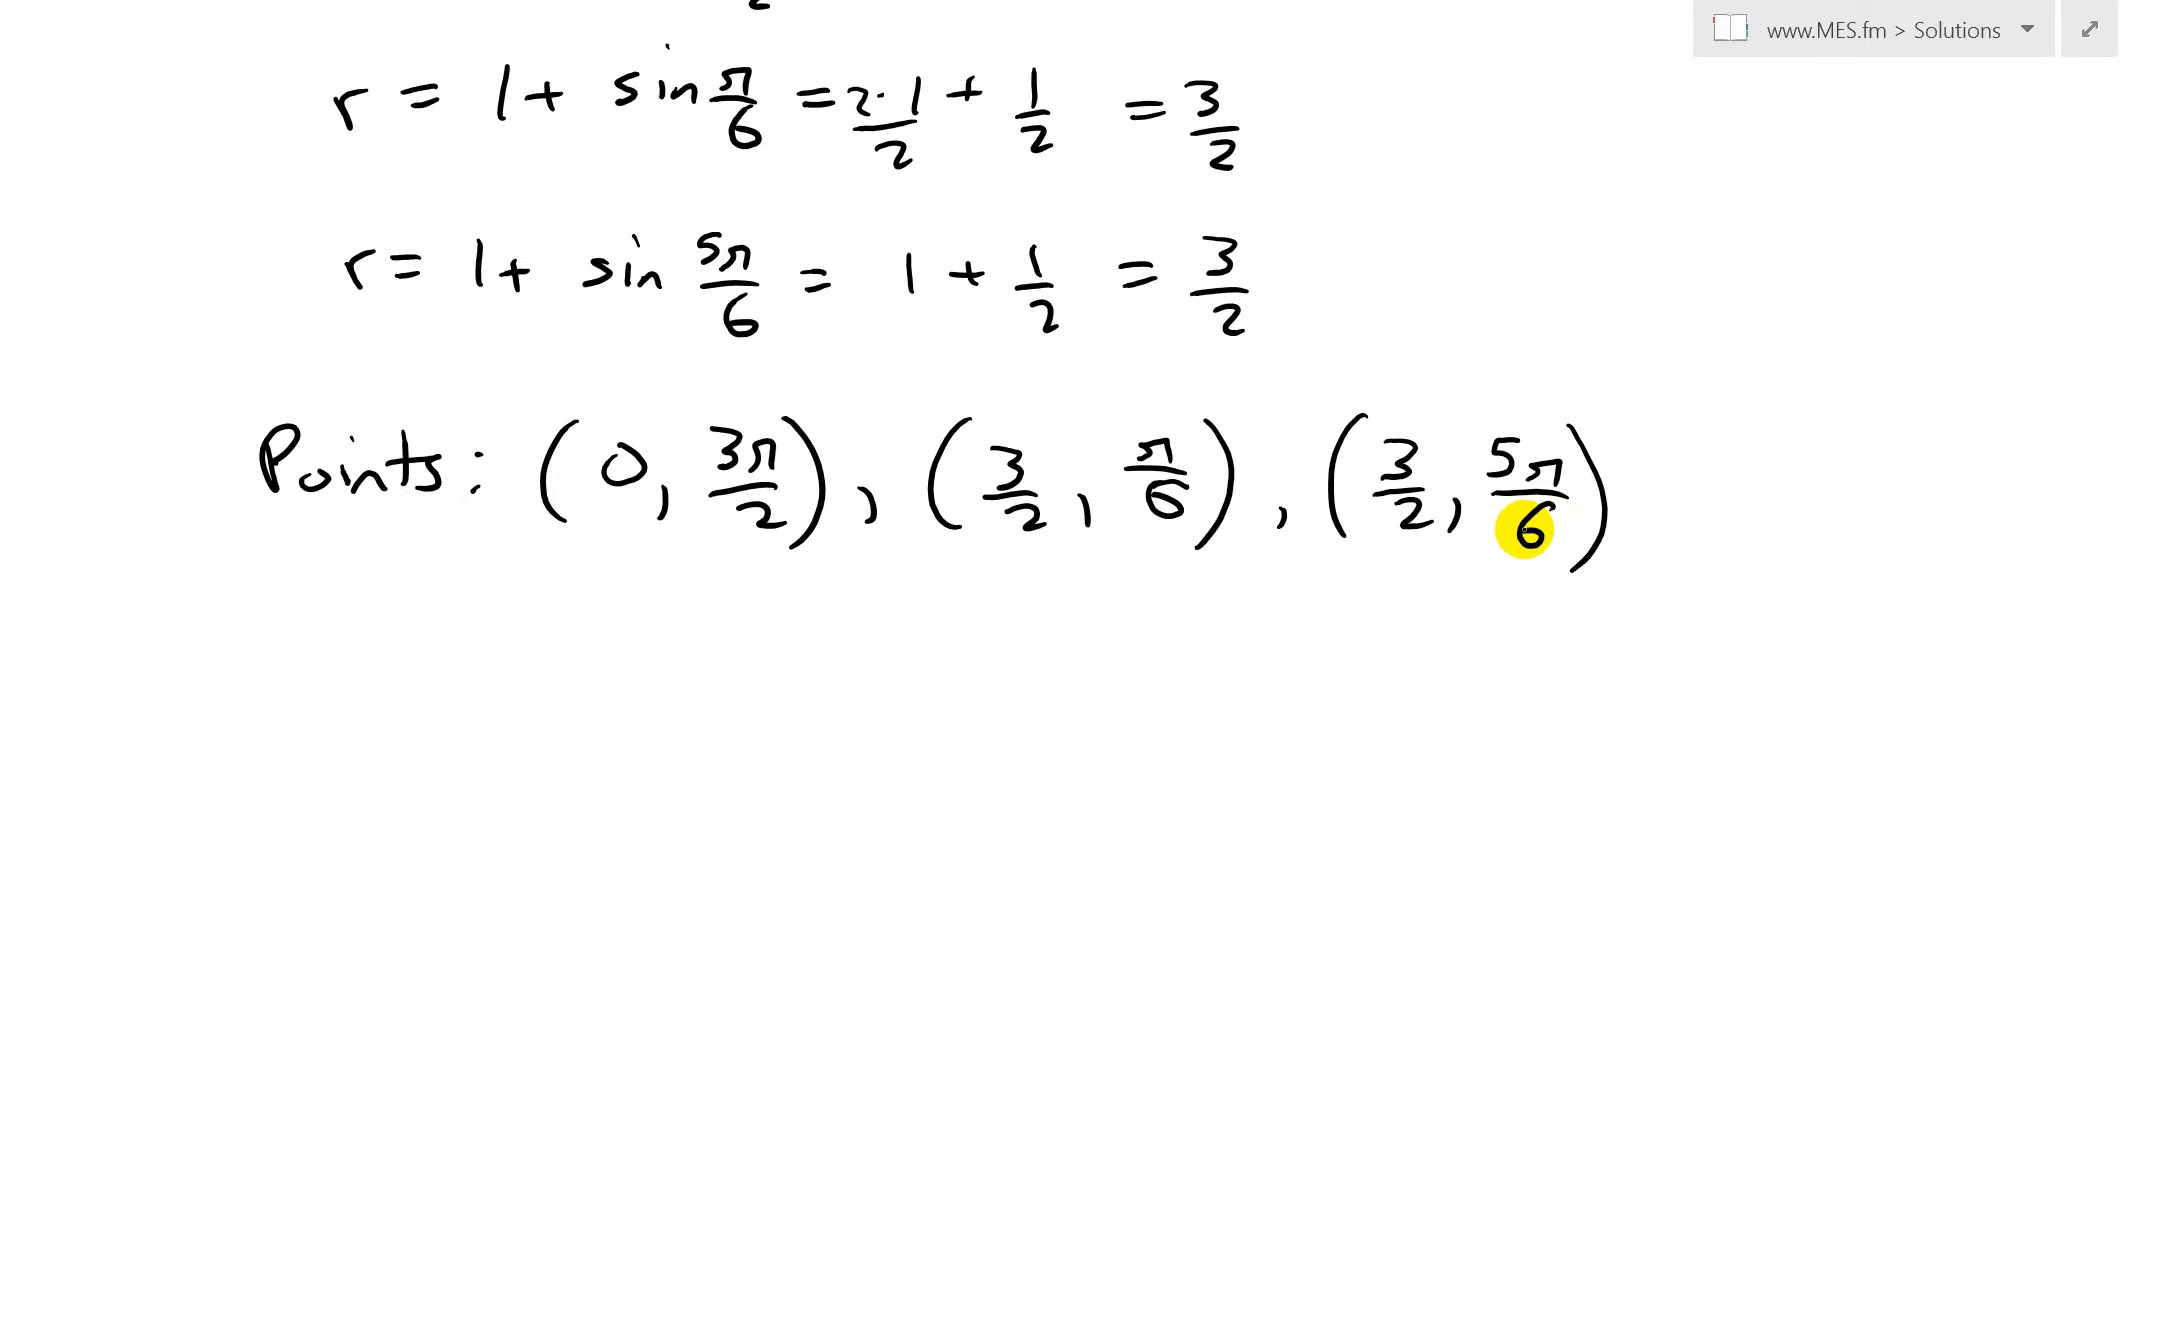 www.MES.fm > Solutions
r = 1 + sin π/6 = 2·1/2 + 1/2 = 3/2
r = 1 + sin 5π/6 = 1 + 1/2 = 3/2
Points: (0, 3π/2), (3/2, π/6), (3/2, 5π/6)